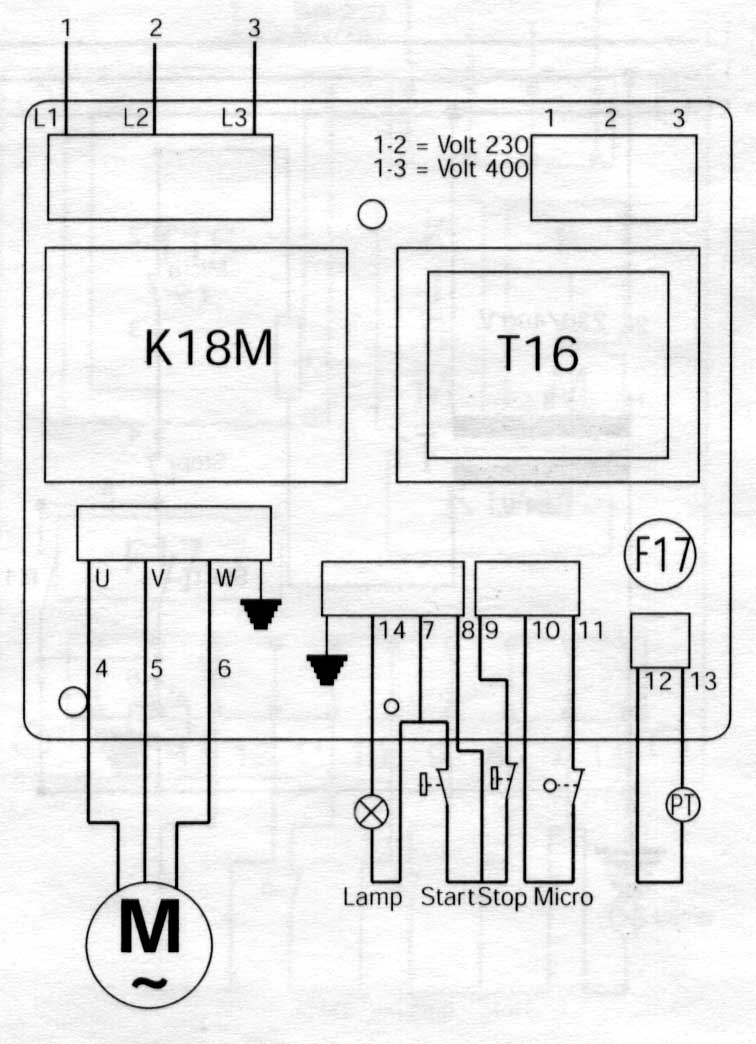 1 2 3
L1 L2 L3
1 2 3
1-2 = Volt 230
1-3 = Volt 400
K18M
T16
F17
U V W
14 7 8 9 10 11
4 5 6
12 13
PT
Lamp Start Stop Micro
M
~